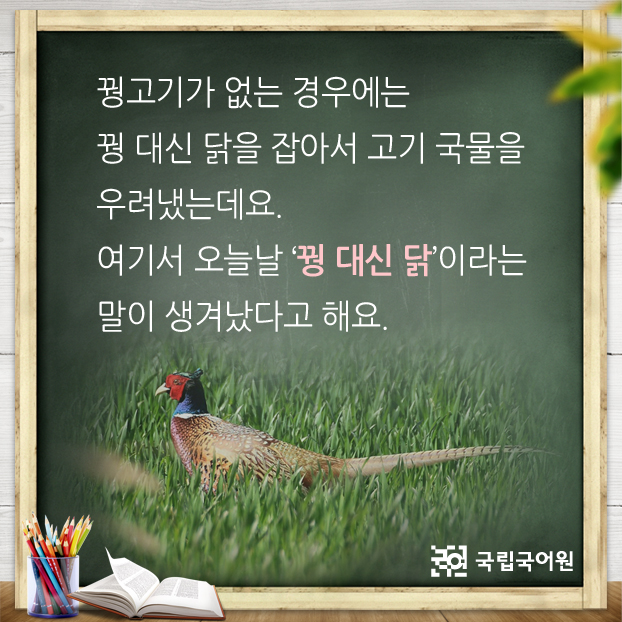 꿩고기가 없는 경우에는
꿩 대신 닭을 잡아서 고기 국물을
우려냈는데요.
여기서 오늘날 ‘꿩 대신 닭’이라는
말이 생겨났다고 해요.
국립국어원